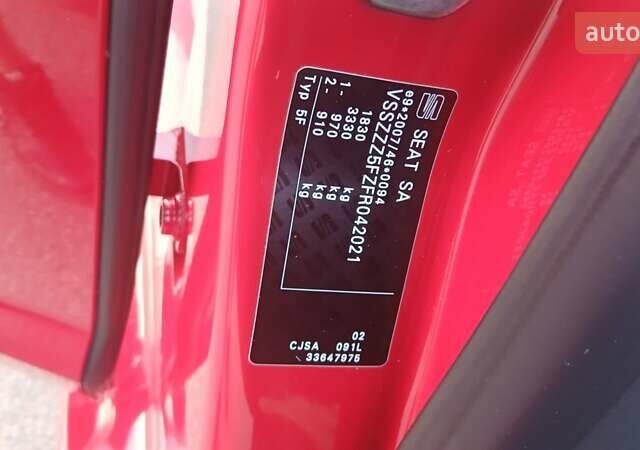 SEAT SA
e9*2007/46*0094
VSSZZZ5FZFR042021
1830 kg
3330 kg
1- 970 kg
2- 910 kg
Typ 5F
02
CJSA 091L
33647975
auto